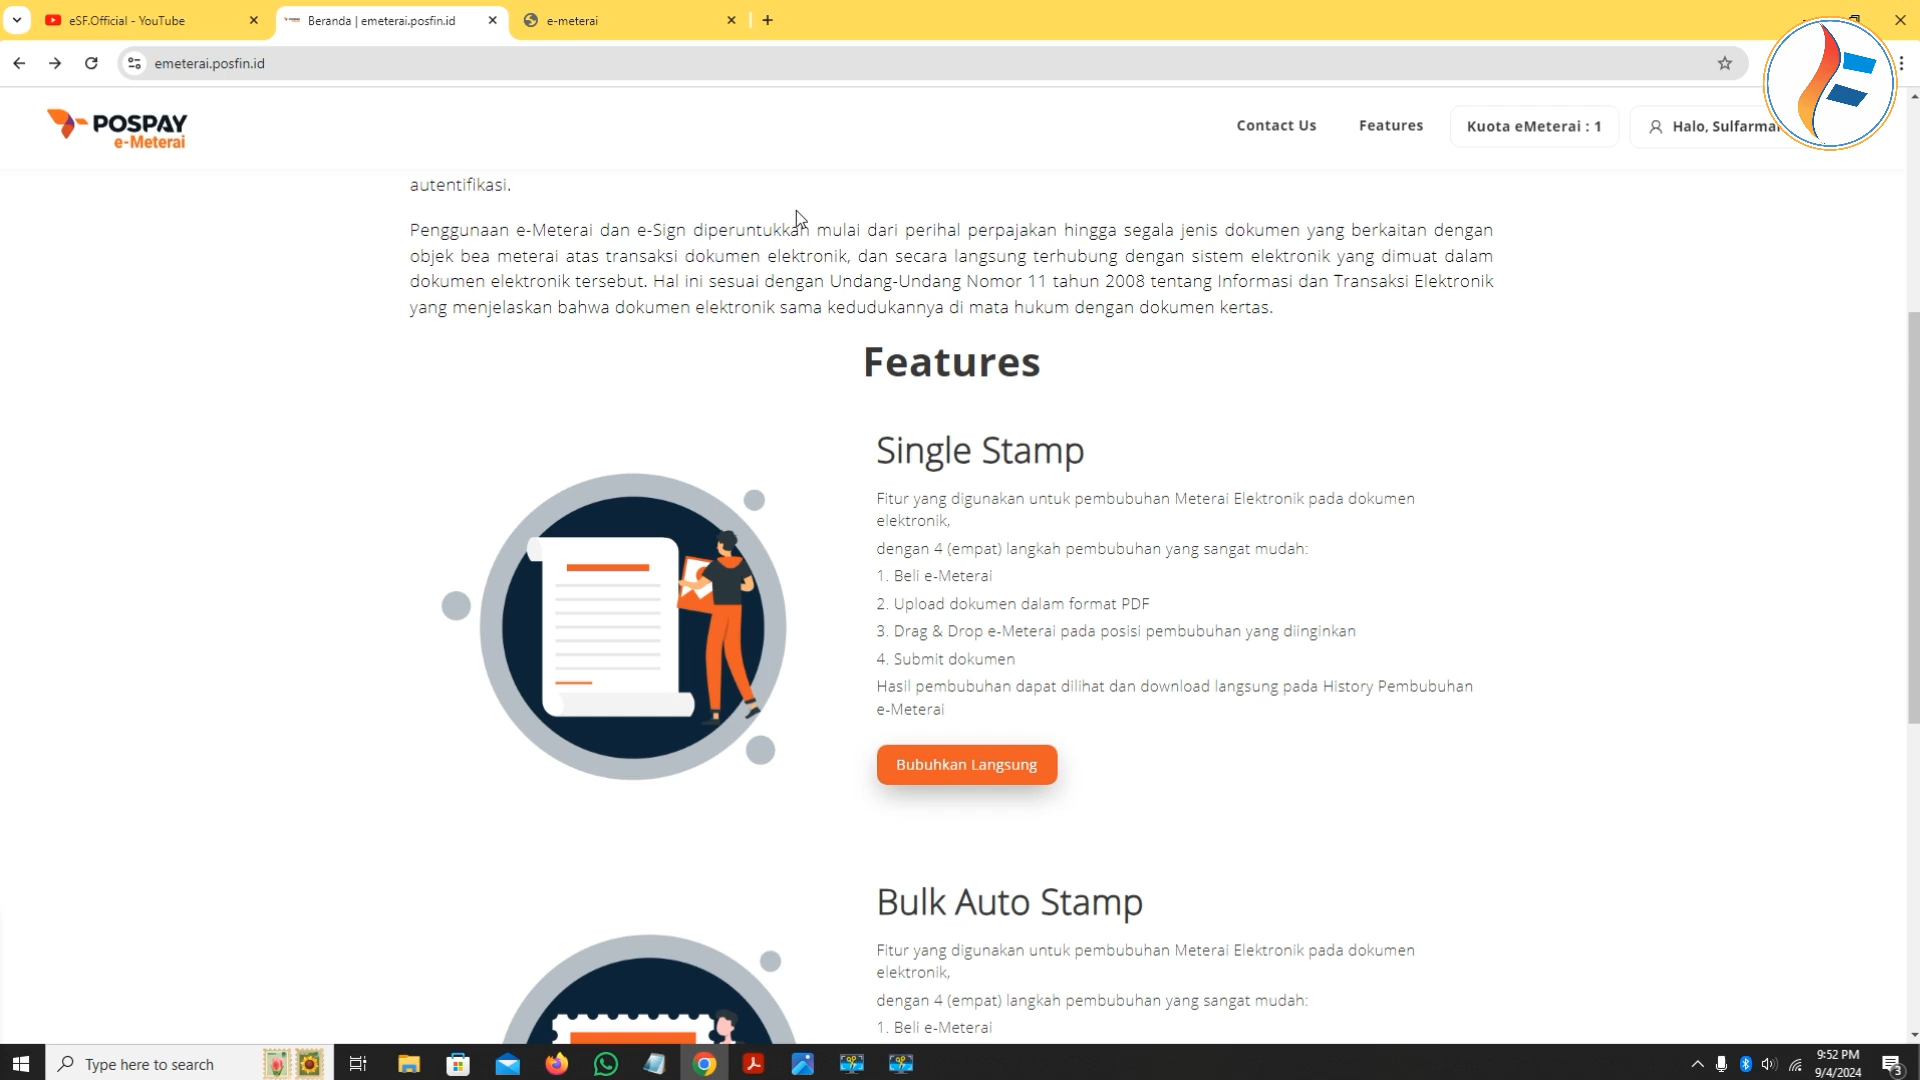 eSF.Official - YouTube
Beranda | emeterai.posfin.id
e-meterai
emeterai.posfin.id
POSPAY
e-Meterai
Contact Us
Features
Kuota eMeterai : 1
Halo, Sulfarma
autentifikasi.
Penggunaan e-Meterai dan e-Sign diperuntukkan mulai dari perihal perpajakan hingga segala jenis dokumen yang berkaitan dengan
objek bea meterai atas transaksi dokumen elektronik, dan secara langsung terhubung dengan sistem elektronik yang dimuat dalam
dokumen elektronik tersebut. Hal ini sesuai dengan Undang-Undang Nomor 11 tahun 2008 tentang Informasi dan Transaksi Elektronik
yang menjelaskan bahwa dokumen elektronik sama kedudukannya di mata hukum dengan dokumen kertas.
Features
Single Stamp
Fitur yang digunakan untuk pembubuhan Meterai Elektronik pada dokumen
elektronik,
dengan 4 (empat) langkah pembubuhan yang sangat mudah:
1. Beli e-Meterai
2. Upload dokumen dalam format PDF
3. Drag & Drop e-Meterai pada posisi pembubuhan yang diinginkan
4. Submit dokumen
Hasil pembubuhan dapat dilihat dan download langsung pada History Pembubuhan
e-Meterai
Bubuhkan Langsung
Bulk Auto Stamp
Fitur yang digunakan untuk pembubuhan Meterai Elektronik pada dokumen
elektronik,
dengan 4 (empat) langkah pembubuhan yang sangat mudah:
1. Beli e-Meterai
Type here to search
9:52 PM
9/4/2024
3